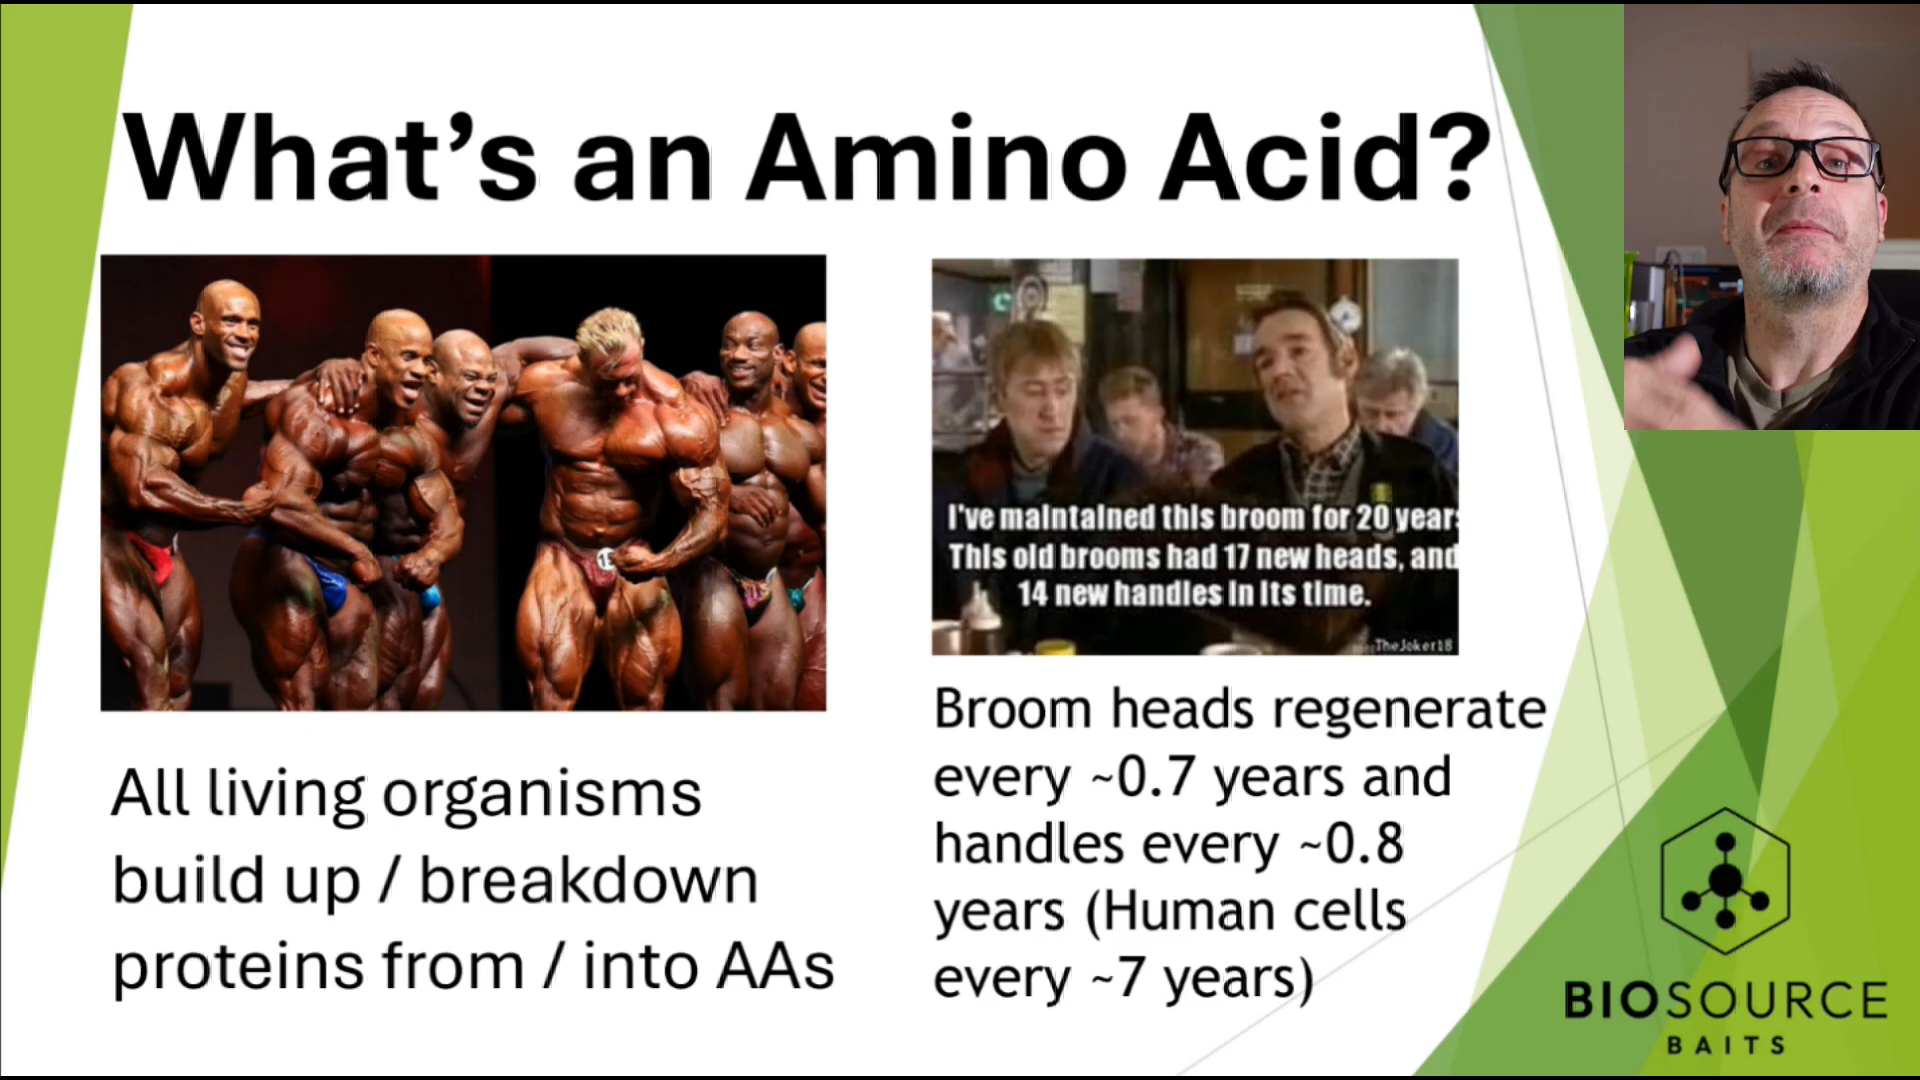 What's an Amino Acid?
I've maintained this broom for 20 years
This old brooms had 17 new heads, and
14 new handles in its time.
TheJoker18
All living organisms
build up / breakdown
proteins from / into AAs
Broom heads regenerate
every ~0.7 years and
handles every ~0.8
years (Human cells
every ~7 years)
BIOSOURCE
BAITS